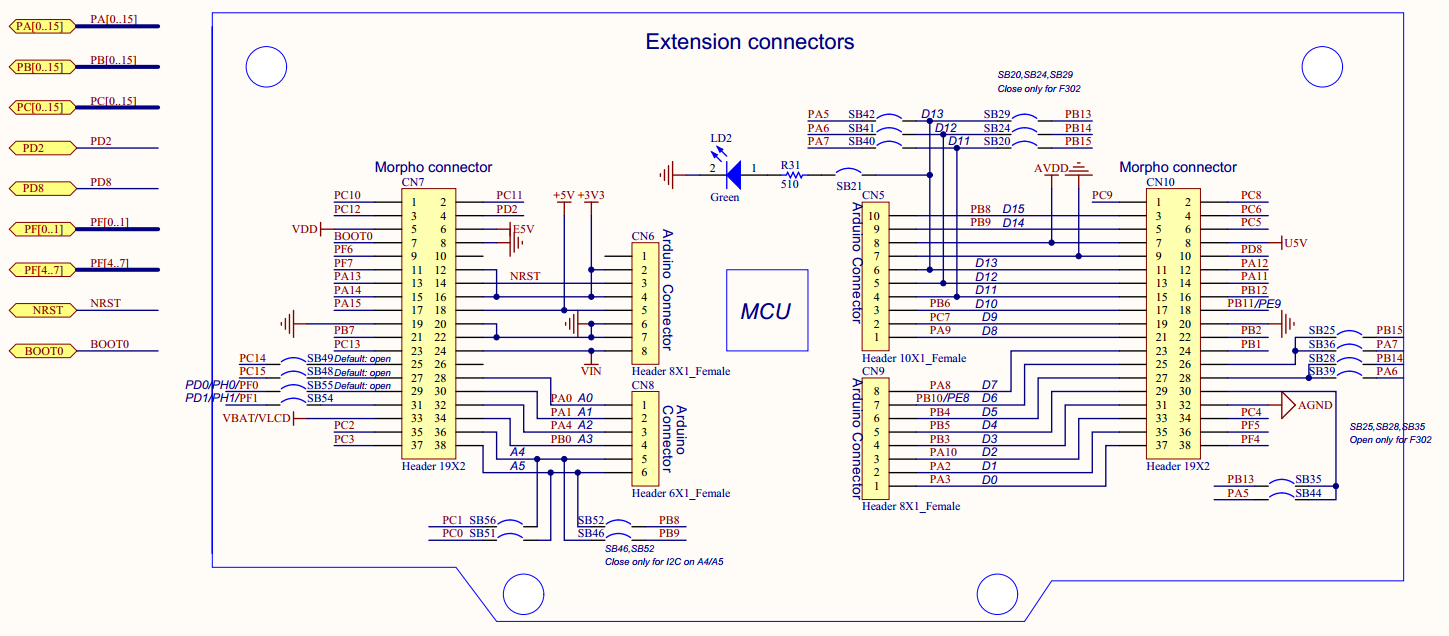 Extension connectors
PA[0..15] PA[0..15]
PB[0..15] PB[0..15]
PC[0..15] PC[0..15]
PD2 PD2
PD8 PD8
PF[0..1] PF[0..1]
PF[4..7] PF[4..7]
NRST NRST
BOOT0 BOOT0
Morpho connector
CN7
PC10 1 2 PC11
PC12 3 4 PD2
VDD 5 6 E5V
BOOT0 7 8
PF6 9 10
PF7 11 12
PA13 13 14 NRST
PA14 15 16
PA15 17 18
19 20
PB7 21 22
PC13 23 24
PC14 SB49 Default: open 25 26
PC15 SB48 Default: open 27 28
PD0/PH0/PF0 SB55 Default: open 29 30
PD1/PH1/PF1 SB54 31 32
VBAT/VLCD 33 34
PC2 35 36
PC3 37 38
Header 19X2
+5V +3V3
CN6
1
2
3
4
5
6
7
8
Arduino Connector
VIN
Header 8X1_Female
CN8
PA0 A0 1
PA1 A1 2
PA4 A2 3
PB0 A3 4
A4 5
A5 6
Arduino
Connector
Header 6X1_Female
PC1 SB56 SB52 PB8
PC0 SB51 SB46 PB9
SB46,SB52
Close only for I2C on A4/A5
LD2
2 1
Green
R31
510
SB21
MCU
SB20,SB24,SB29
Close only for F302
PA5 SB42 D13 SB29 PB13
PA6 SB41 D12 SB24 PB14
PA7 SB40 D11 SB20 PB15
AVDD
CN5
Arduino Connector
10 PB8 D15
9 PB9 D14
8
7
6 D13
5 D12
4 D11
3 PB6 D10
2 PC7 D9
1 PA9 D8
Header 10X1_Female
CN9
Arduino Connector
8 PA8 D7
7 PB10/PE8 D6
6 PB4 D5
5 PB5 D4
4 PB3 D3
3 PA10 D2
2 PA2 D1
1 PA3 D0
Header 8X1_Female
Morpho connector
CN10
PC9 1 2 PC8
3 4 PC6
5 6 PC5
7 8 U5V
9 10 PD8
11 12 PA12
13 14 PA11
15 16 PB12
17 18 PB11/PE9
19 20
21 22 PB2
23 24 PB1
25 26
27 28
29 30
31 32 AGND
33 34 PC4
35 36 PF5
37 38 PF4
Header 19X2
SB25 PB15
SB36 PA7
SB28 PB14
SB39 PA6
SB25,SB28,SB35
Open only for F302
PB13 SB35
PA5 SB44